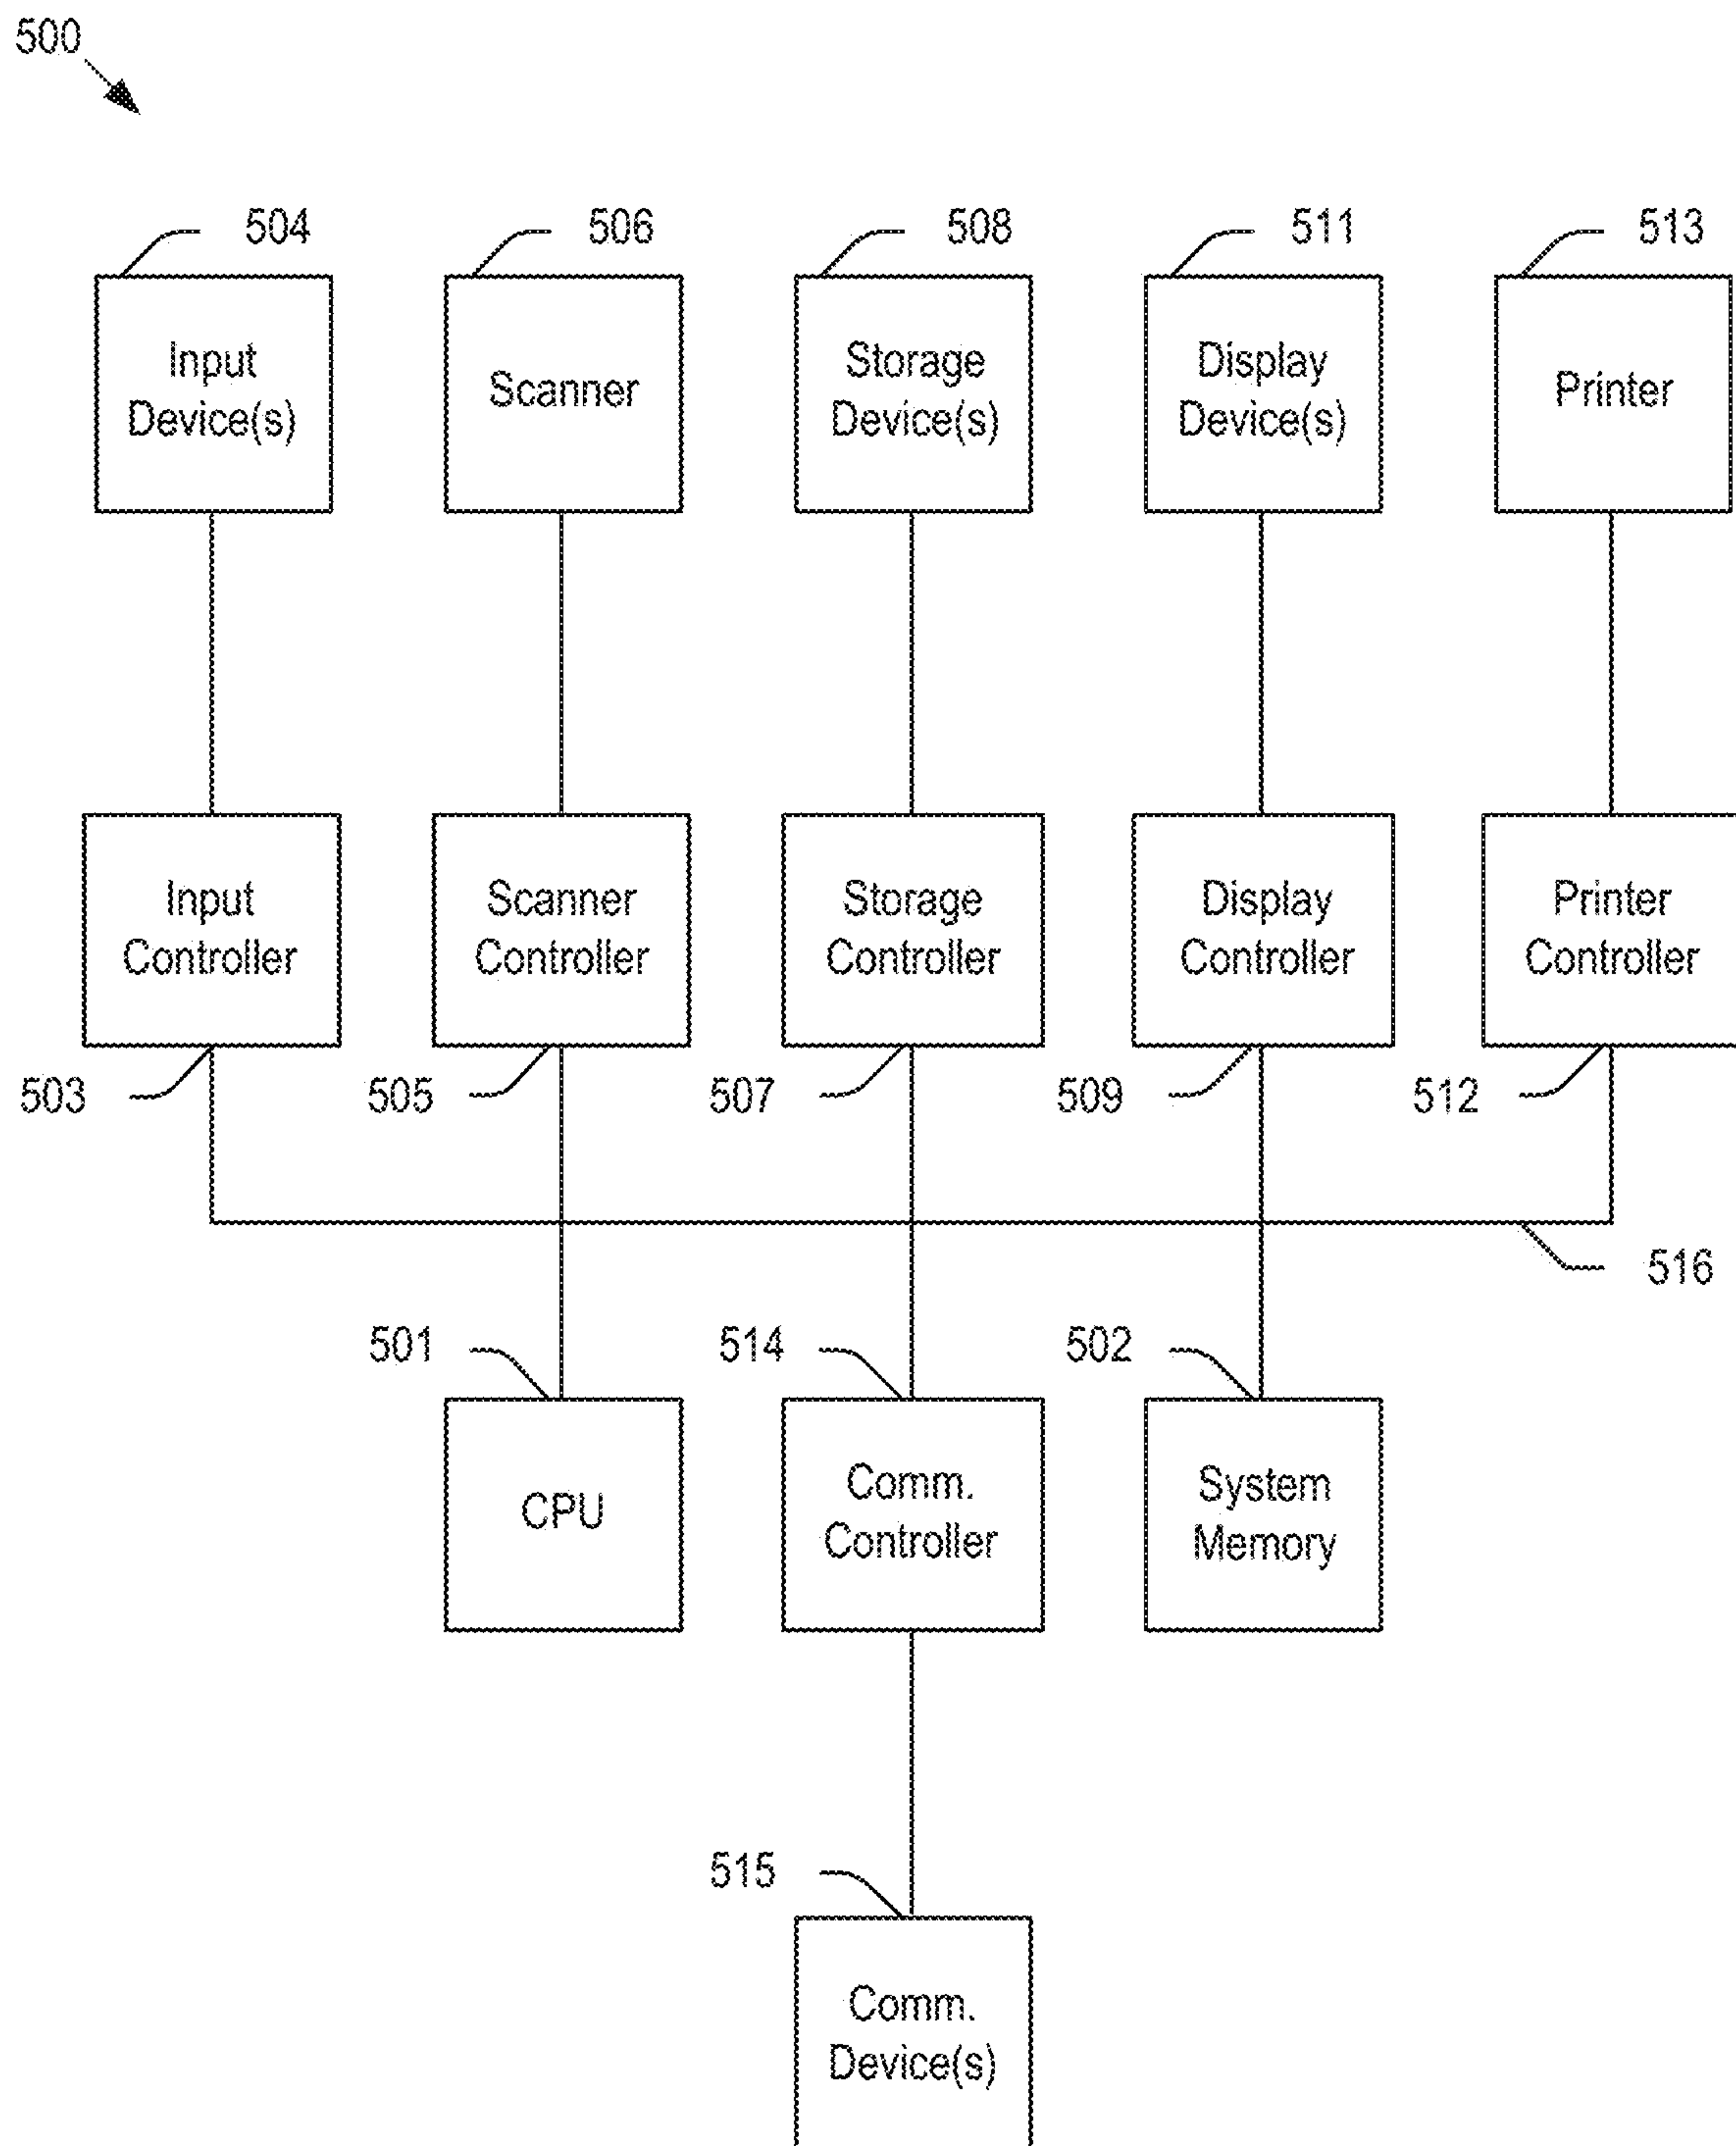 500
504
506
508
511
513
Input
Device(s)
Scanner
Storage
Device(s)
Display
Device(s)
Printer
Input
Controller
Scanner
Controller
Storage
Controller
Display
Controller
Printer
Controller
503
505
507
509
512
516
501
514
502
CPU
Comm.
Controller
System
Memory
515
Comm.
Device(s)